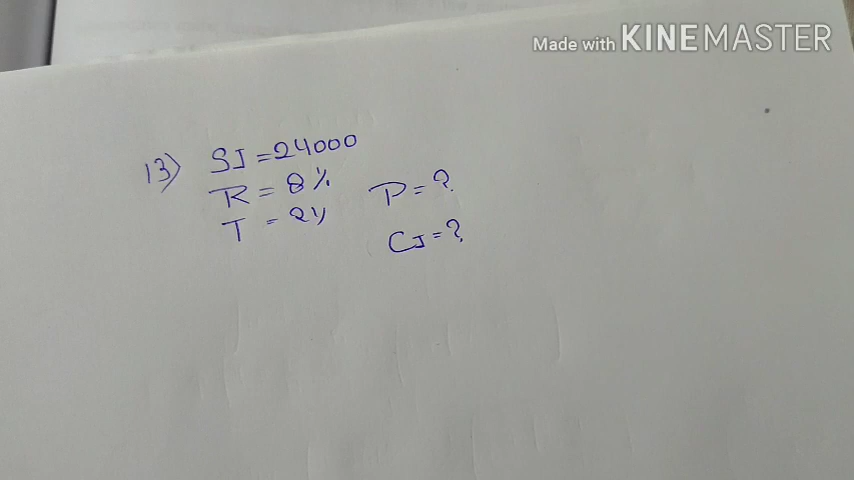 Made with KINEMASTER
13) SI = 24000
R = 8% P = ?
T = 2y CI = ?